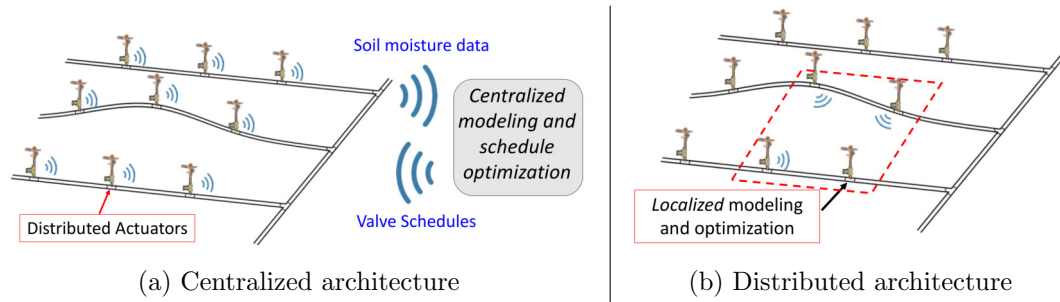 Soil moisture data
Centralized
modeling and
schedule
optimization
Valve Schedules
Distributed Actuators
(a) Centralized architecture
Localized modeling
and optimization
(b) Distributed architecture